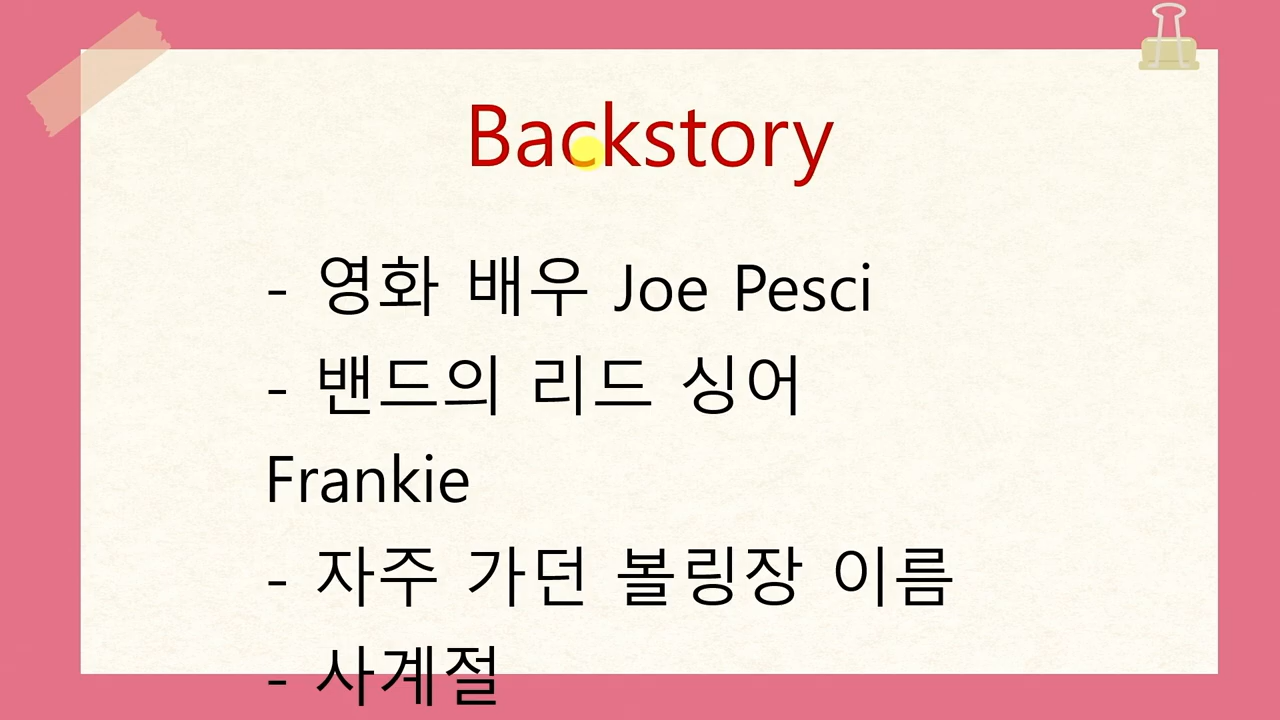 Backstory
- 영화 배우 Joe Pesci
- 밴드의 리드 싱어
Frankie
- 자주 가던 볼링장 이름
- 사계절